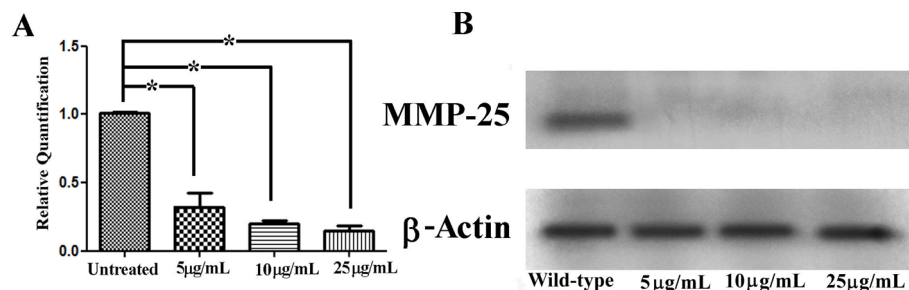 A
Relative Quantification
1.5
1.0
0.5
0.0
*
*
*
Untreated
5μg/mL
10μg/mL
25μg/mL
B
MMP-25
β-Actin
Wild-type 5μg/mL 10μg/mL 25μg/mL